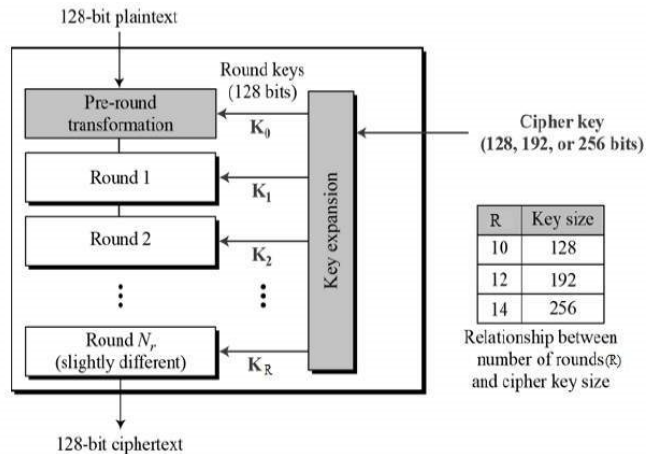 128-bit plaintext
Round keys
(128 bits)
Pre-round
transformation
K₀
Cipher key
(128, 192, or 256 bits)
Round 1
K₁
Round 2
K₂
Key expansion
⋮
⋮
Round Nᵣ
(slightly different)
K_R
R Key size
10 128
12 192
14 256
Relationship between
number of rounds(R)
and cipher key size
128-bit ciphertext